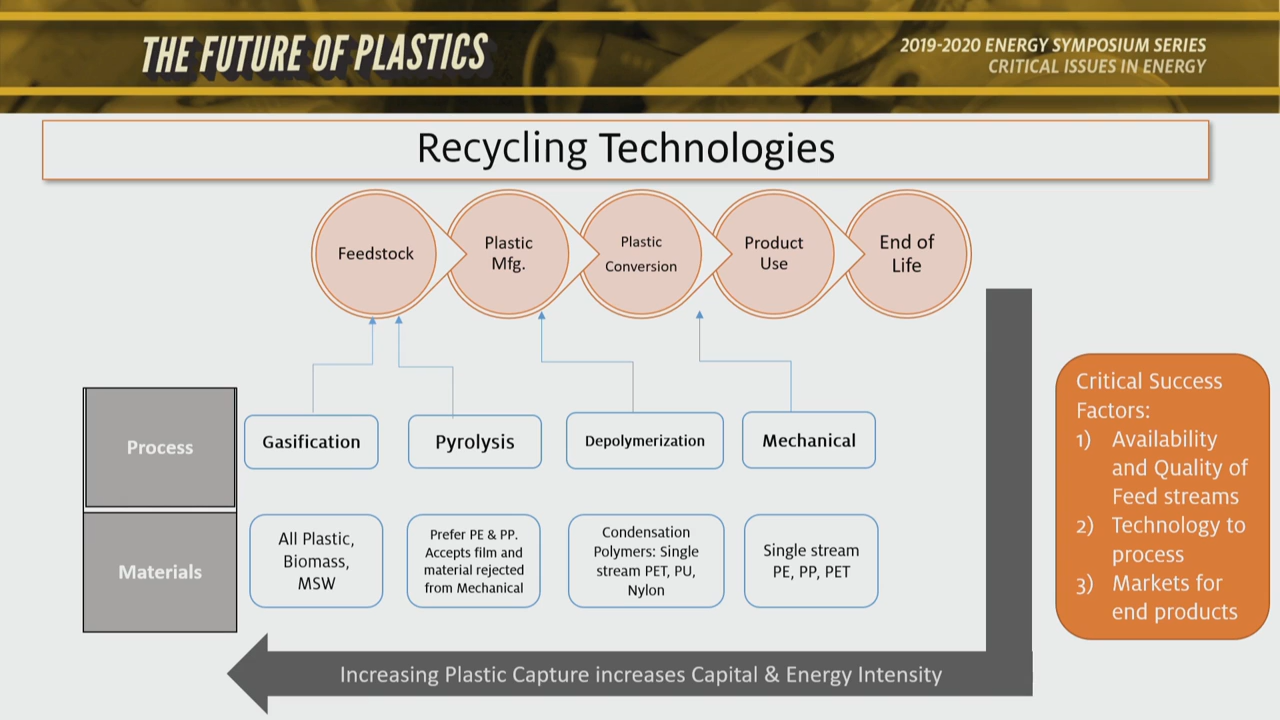 THE FUTURE OF PLASTICS
2019-2020 ENERGY SYMPOSIUM SERIES
CRITICAL ISSUES IN ENERGY
Recycling Technologies
Feedstock
Plastic
Mfg.
Plastic
Conversion
Product
Use
End of
Life
Process
Gasification
Pyrolysis
Depolymerization
Mechanical
Materials
All Plastic,
Biomass,
MSW
Prefer PE & PP.
Accepts film and
material rejected
from Mechanical
Condensation
Polymers: Single
stream PET, PU,
Nylon
Single stream
PE, PP, PET
Critical Success
Factors:
1) Availability
and Quality of
Feed streams
2) Technology to
process
3) Markets for
end products
Increasing Plastic Capture increases Capital & Energy Intensity